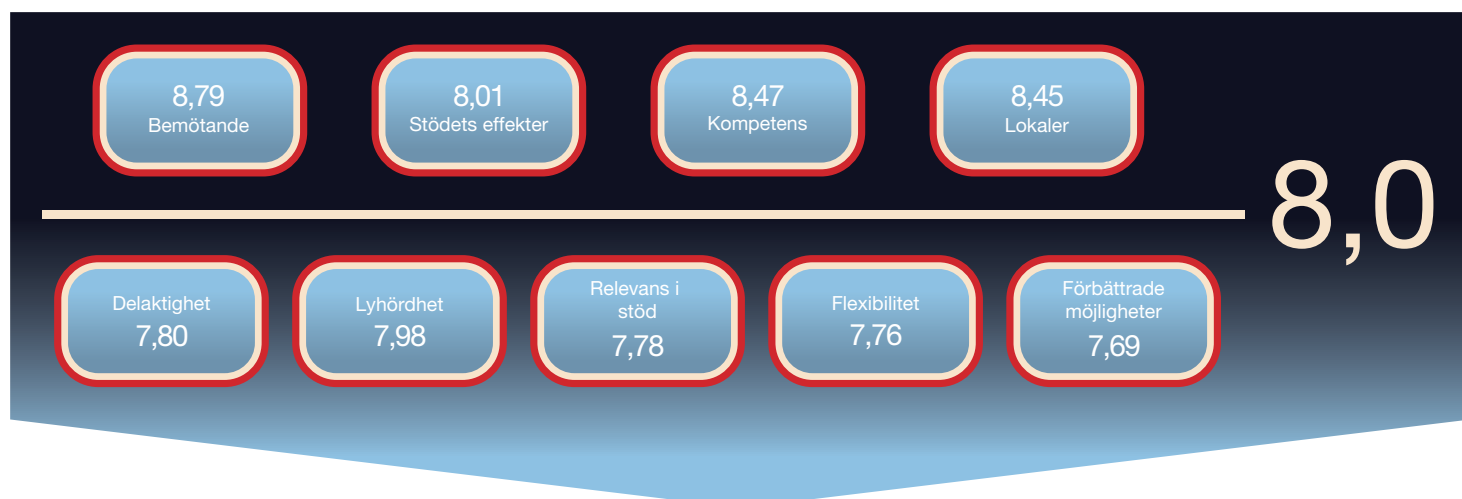 8,79
Bemötande
8,01
Stödets effekter
8,47
Kompetens
8,45
Lokaler
8,0
Delaktighet
7,80
Lyhördhet
7,98
Relevans i
stöd
7,78
Flexibilitet
7,76
Förbättrade
möjligheter
7,69